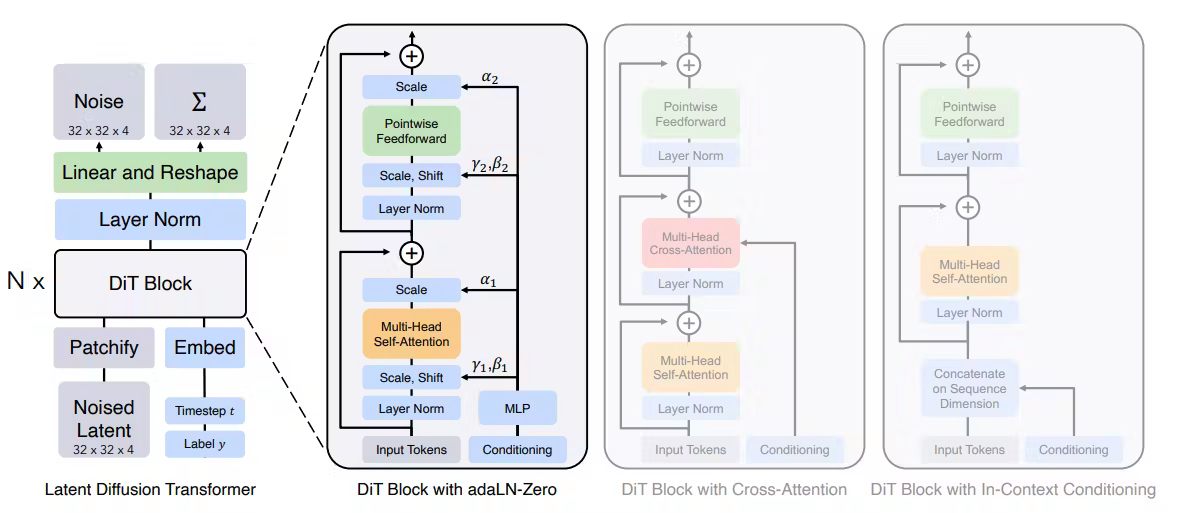 Noise
32 x 32 x 4
Σ
32 x 32 x 4
Linear and Reshape
Layer Norm
N x
DiT Block
Patchify
Embed
Noised
Latent
32 x 32 x 4
Timestep t
Label y
Latent Diffusion Transformer
+
Scale
α₂
Pointwise
Feedforward
γ₂,β₂
Scale, Shift
Layer Norm
+
Scale
α₁
Multi-Head
Self-Attention
γ₁,β₁
Scale, Shift
Layer Norm
MLP
Input Tokens
Conditioning
DiT Block with adaLN-Zero
+
Pointwise
Feedforward
Layer Norm
+
Multi-Head
Cross-Attention
Layer Norm
+
Multi-Head
Self-Attention
Layer Norm
Input Tokens
Conditioning
DiT Block with Cross-Attention
+
Pointwise
Feedforward
Layer Norm
+
Multi-Head
Self-Attention
Layer Norm
Concatenate
on Sequence
Dimension
Input Tokens
Conditioning
DiT Block with In-Context Conditioning